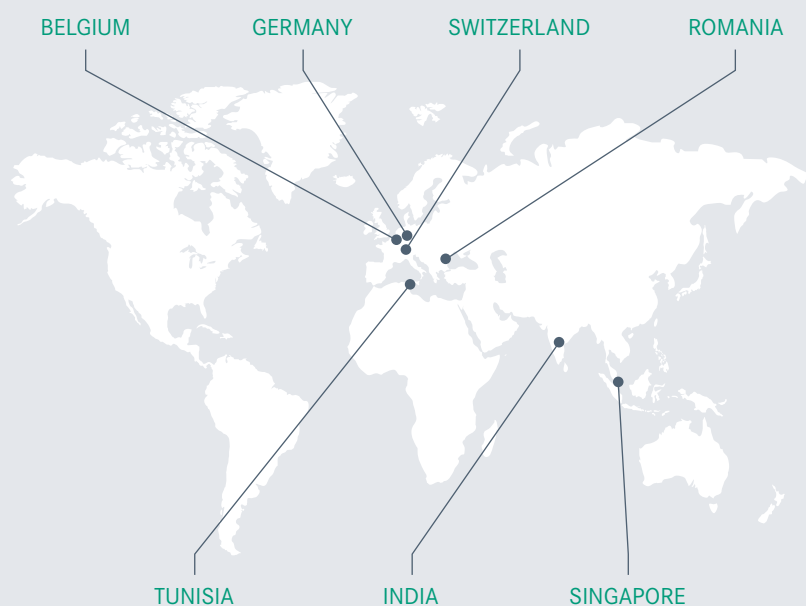 BELGIUM
GERMANY
SWITZERLAND
ROMANIA
TUNISIA
INDIA
SINGAPORE